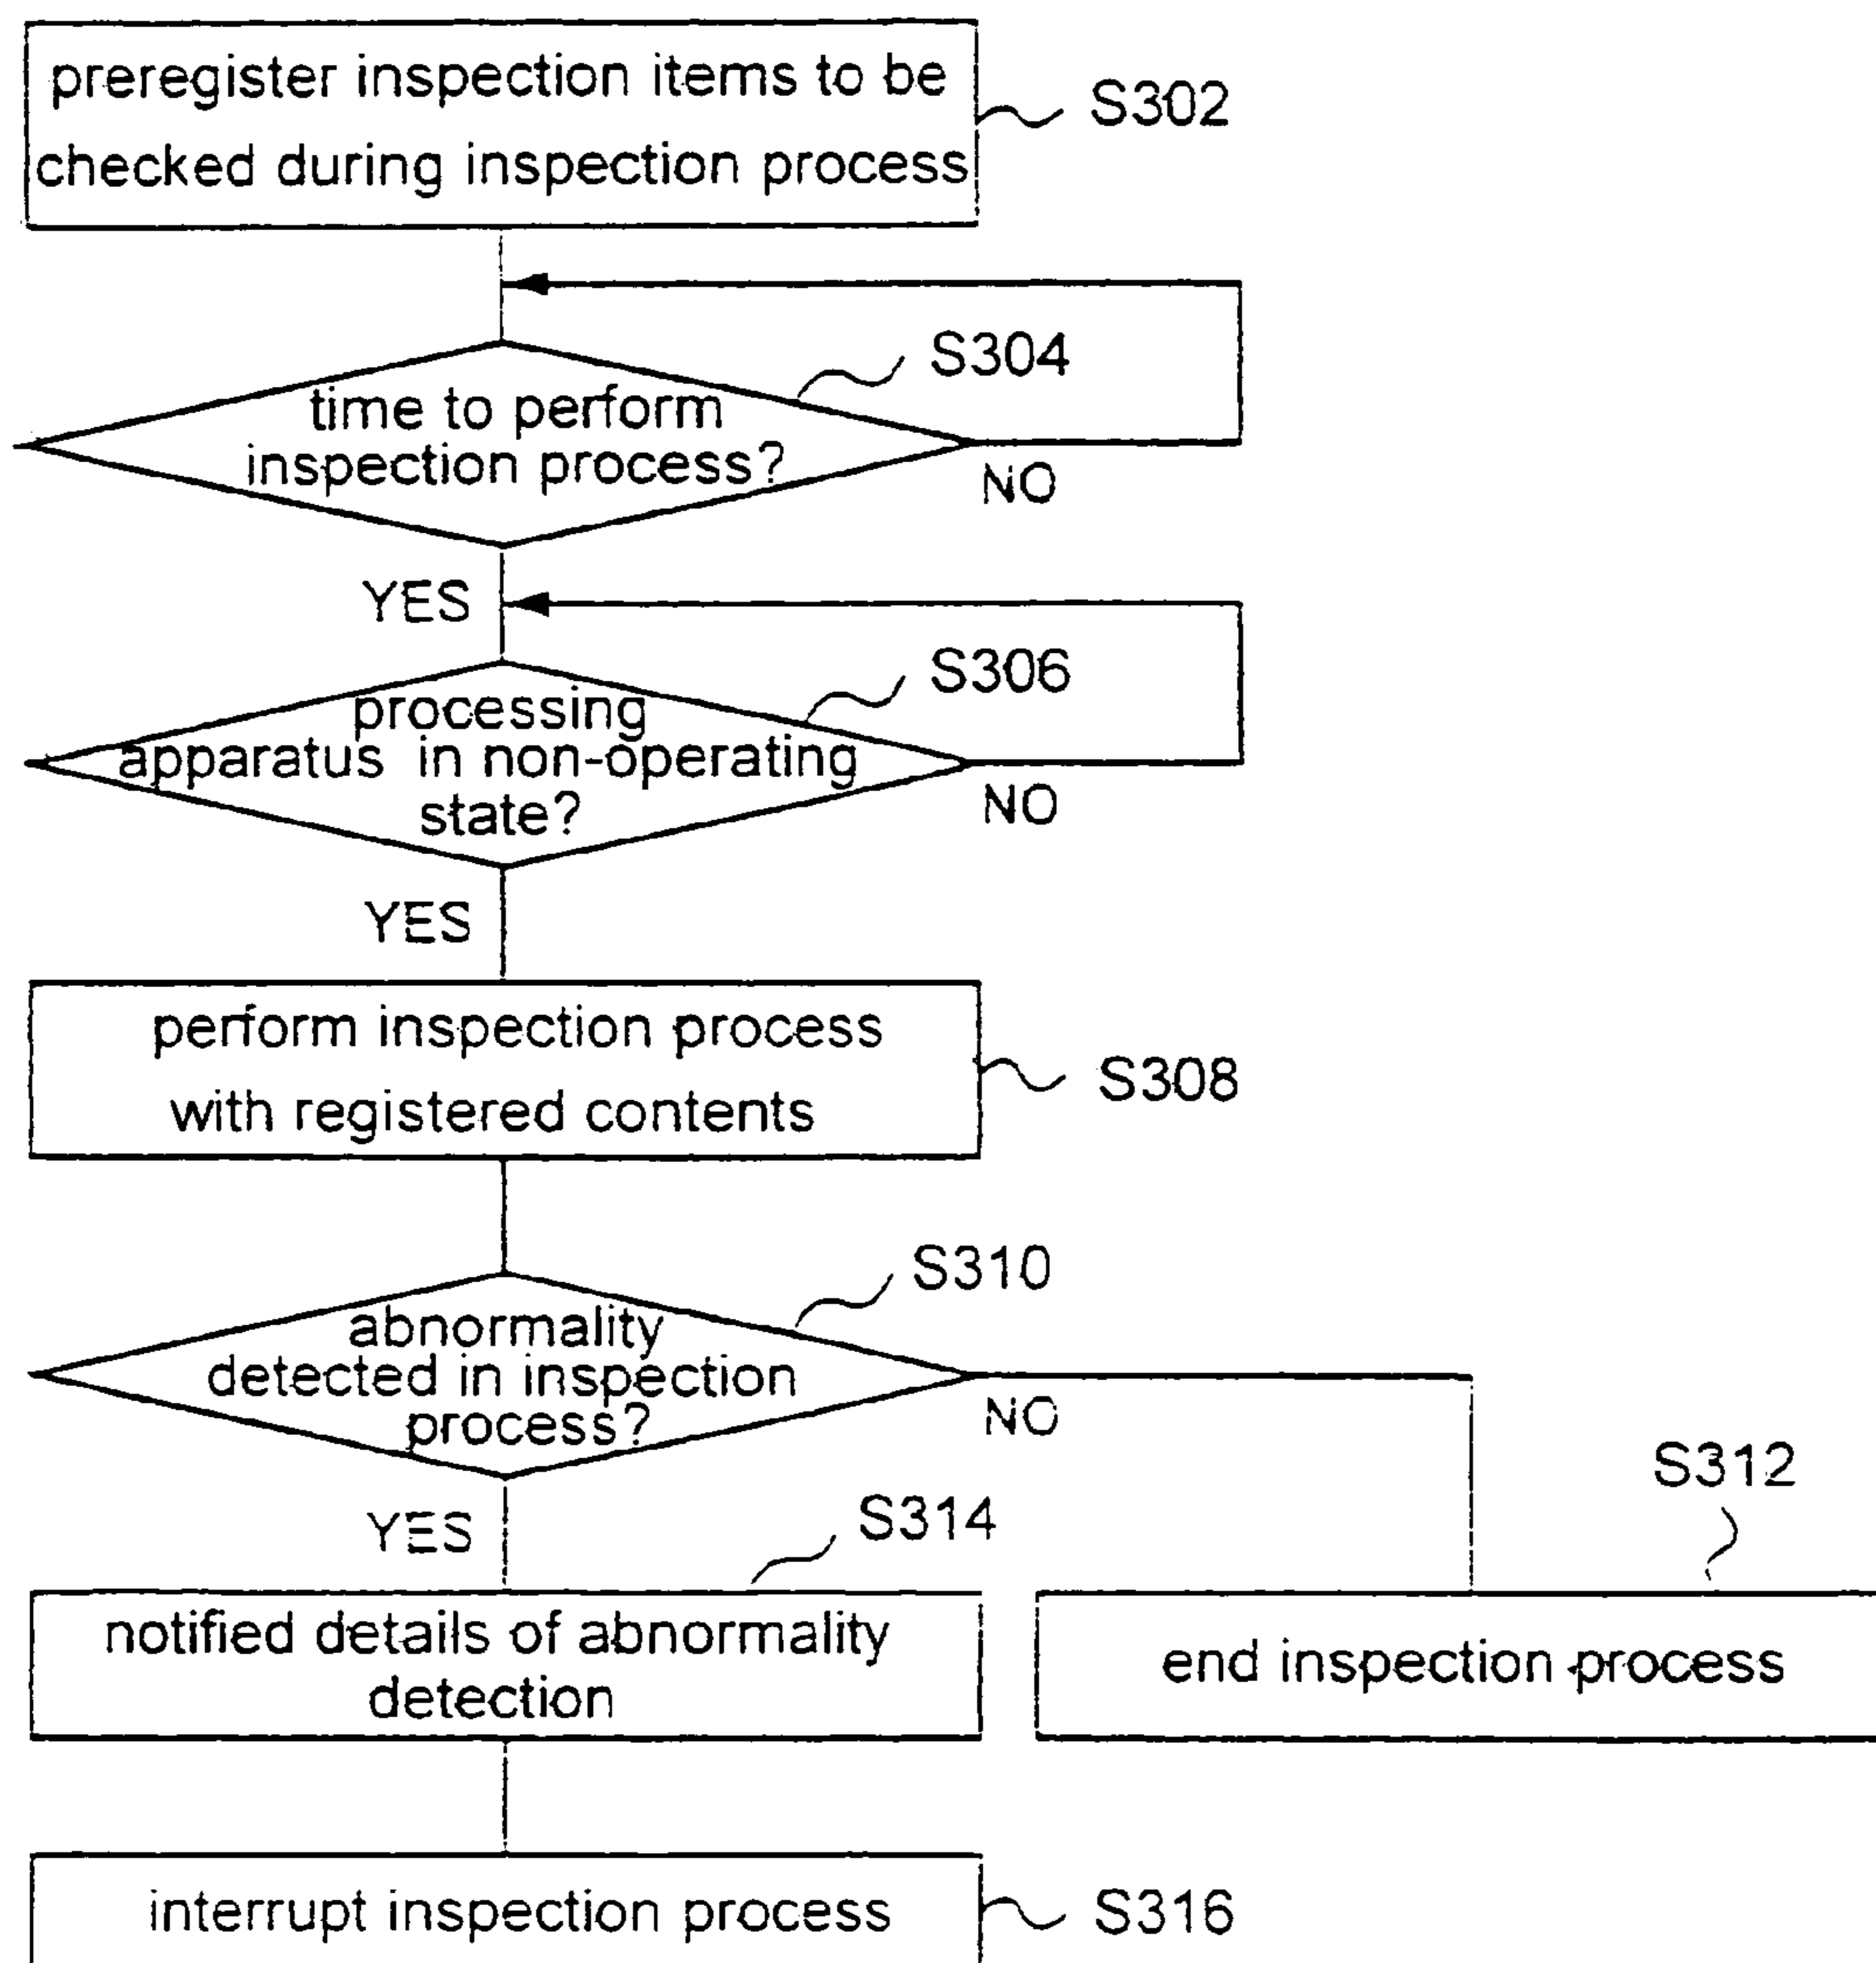 preregister inspection items to be
checked during inspection process
S302
S304
time to perform
inspection process?
NO
YES
S306
processing
apparatus in non-operating
state?
NO
YES
perform inspection process
with registered contents
S308
S310
abnormality
detected in inspection
process?
NO
S312
YES
S314
notified details of abnormality
detection
end inspection process
interrupt inspection process
S316